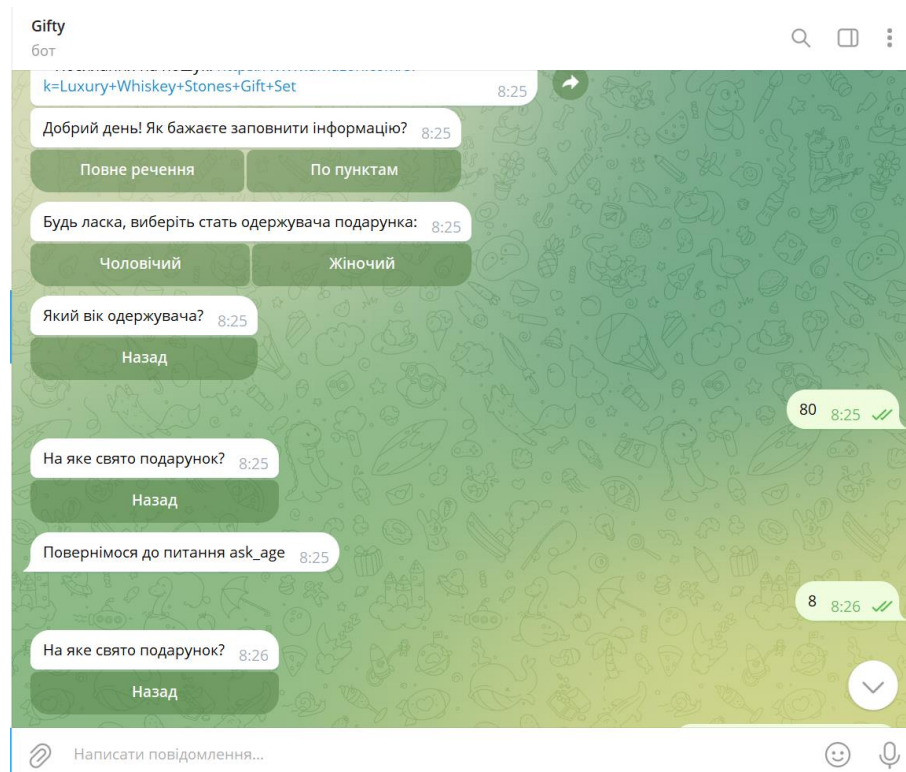 Gifty
бот
k=Luxury+Whiskey+Stones+Gift+Set 8:25
Добрий день! Як бажаєте заповнити інформацію? 8:25
Повне речення По пунктам
Будь ласка, виберіть стать одержувача подарунка: 8:25
Чоловічий Жіночий
Який вік одержувача? 8:25
Назад
80 8:25
На яке свято подарунок? 8:25
Назад
Повернімося до питання ask_age 8:25
8 8:26
На яке свято подарунок? 8:26
Назад
Написати повідомлення...